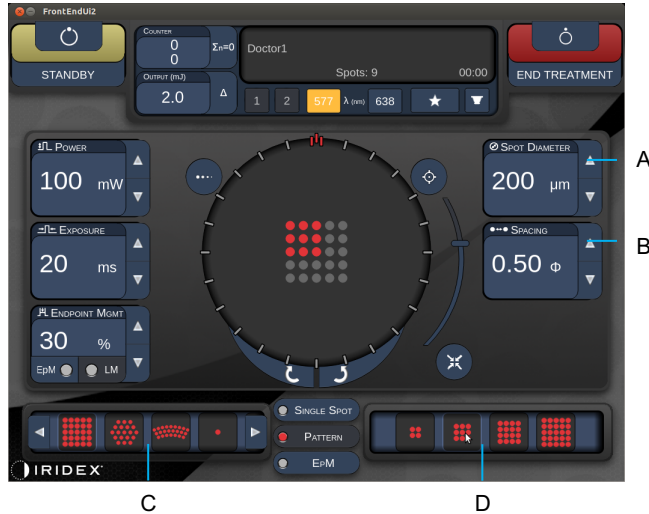 FrontEndUi2
STANDBY
COUNTER
0
0
Σn=0
OUTPUT (mJ)
2.0 Δ
Doctor1
Spots: 9 00:00
1 2 577 λ (nm) 638
END TREATMENT
POWER
100 mW
EXPOSURE
20 ms
ENDPOINT MGMT
30 %
EPM LM
SPOT DIAMETER
200 μm
A
SPACING
0.50 Φ
B
SINGLE SPOT
PATTERN
EPM
IRIDEX
C
D